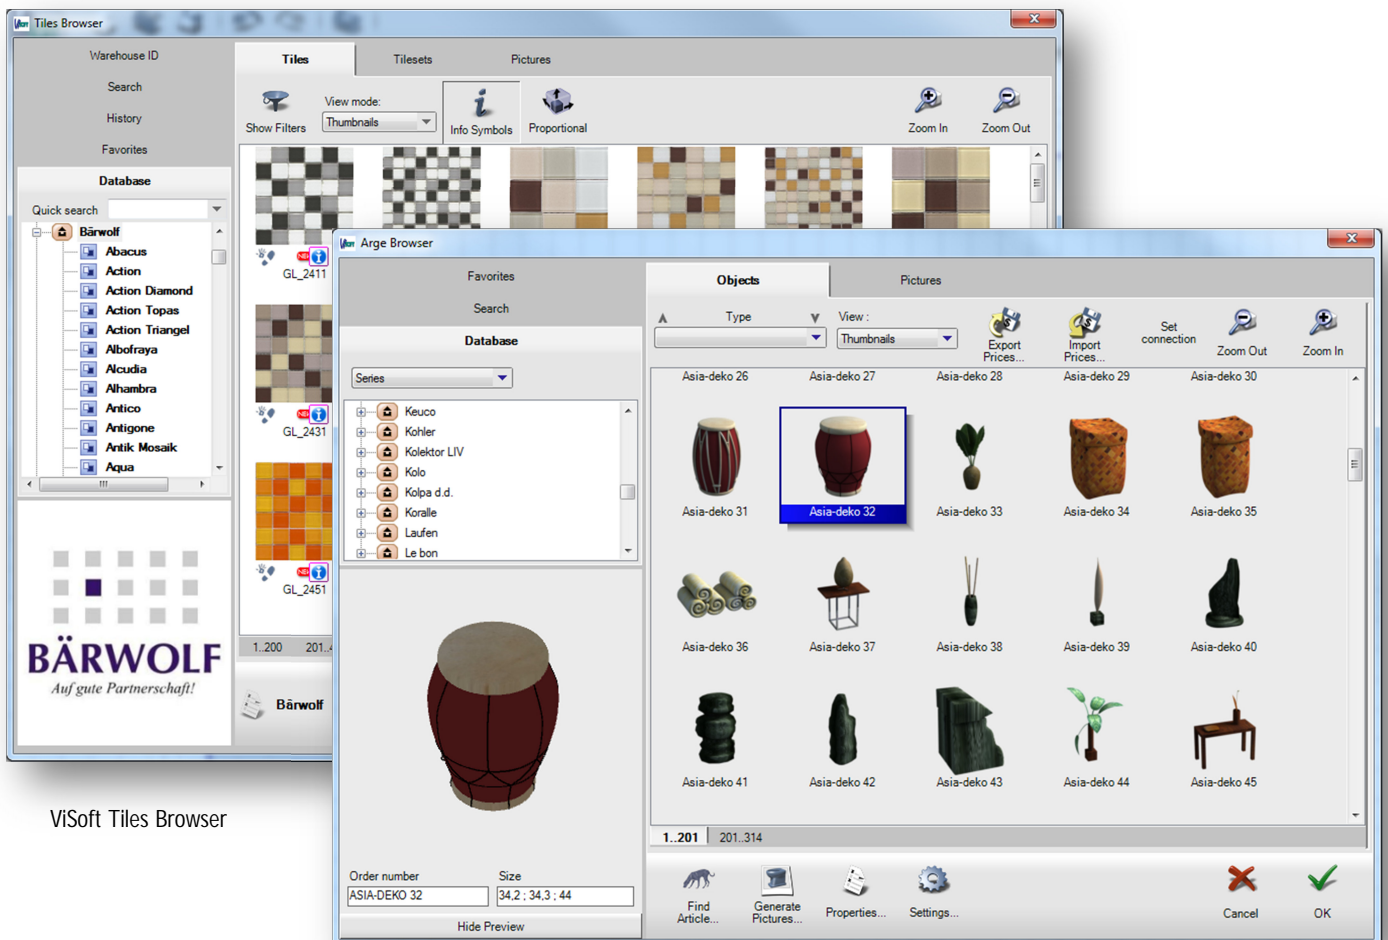 Tiles Browser
Warehouse ID
Search
History
Favorites
Database
Quick search
Bärwolf
Abacus
Action
Action Diamond
Action Topas
Action Triangel
Albofraya
Alcudia
Alhambra
Antico
Antigone
Antik Mosaik
Aqua
BÄRWOLF
Auf gute Partnerschaft!
Tiles Tilesets Pictures
Show Filters
View mode:
Thumbnails
Info Symbols
Proportional
Zoom In
Zoom Out
GL_2411
GL_2431
GL_2451
1..200
Bärwolf
ViSoft Tiles Browser
Arge Browser
Favorites
Search
Database
Series
Keuco
Kohler
Kolektor LIV
Kolo
Kolpa d.d.
Koralle
Laufen
Le bon
Order number
ASIA-DEKO 32
Size
34,2 ; 34,3 ; 44
Hide Preview
Objects Pictures
Type
View :
Thumbnails
Export
Prices...
Import
Prices...
Set
connection
Zoom Out
Zoom In
Asia-deko 26 Asia-deko 27 Asia-deko 28 Asia-deko 29 Asia-deko 30
Asia-deko 31 Asia-deko 32 Asia-deko 33 Asia-deko 34 Asia-deko 35
Asia-deko 36 Asia-deko 37 Asia-deko 38 Asia-deko 39 Asia-deko 40
Asia-deko 41 Asia-deko 42 Asia-deko 43 Asia-deko 44 Asia-deko 45
1..201 201..314
Find
Article...
Generate
Pictures...
Properties...
Settings...
Cancel
OK